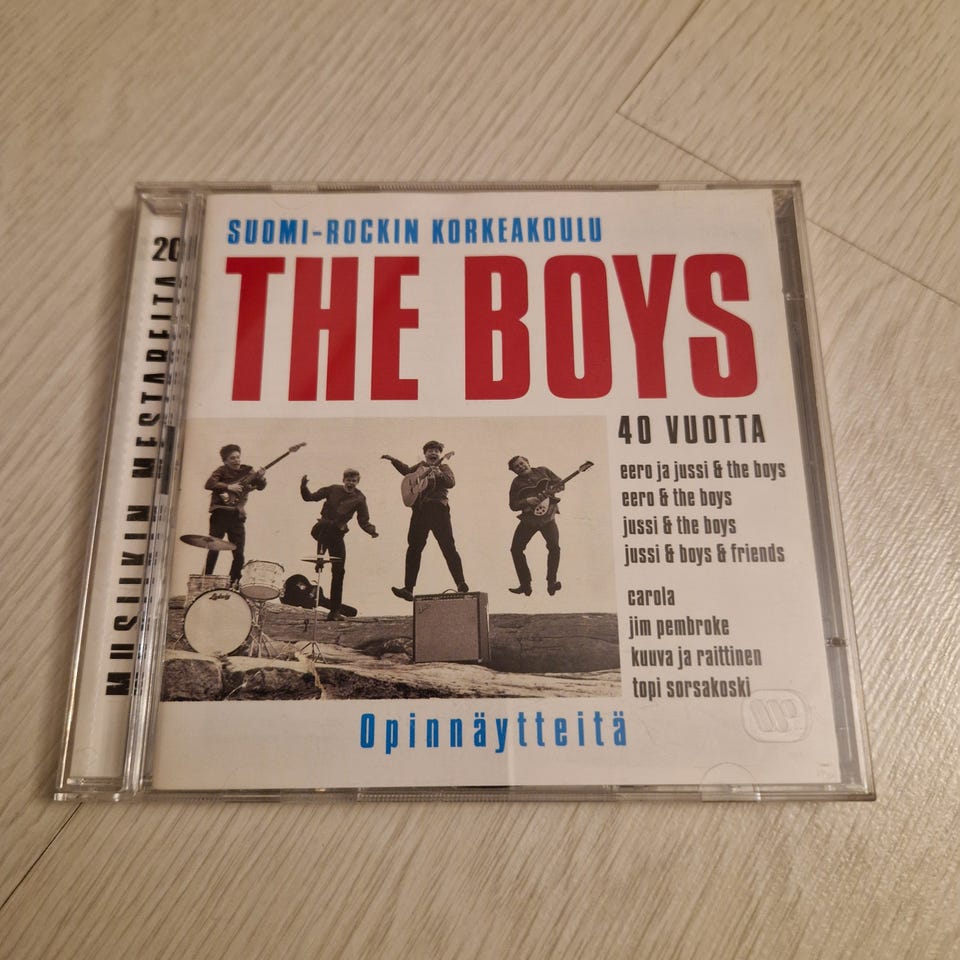 SUOMI-ROCKIN KORKEAKOULU
THE BOYS
40 VUOTTA
eero ja jussi & the boys
eero & the boys
jussi & the boys
jussi & boys & friends
carola
jim pembroke
kuuva ja raittinen
topi sorsakoski
Opinnäytteitä
MUSIIKIN MESTAREITA
Ludwig